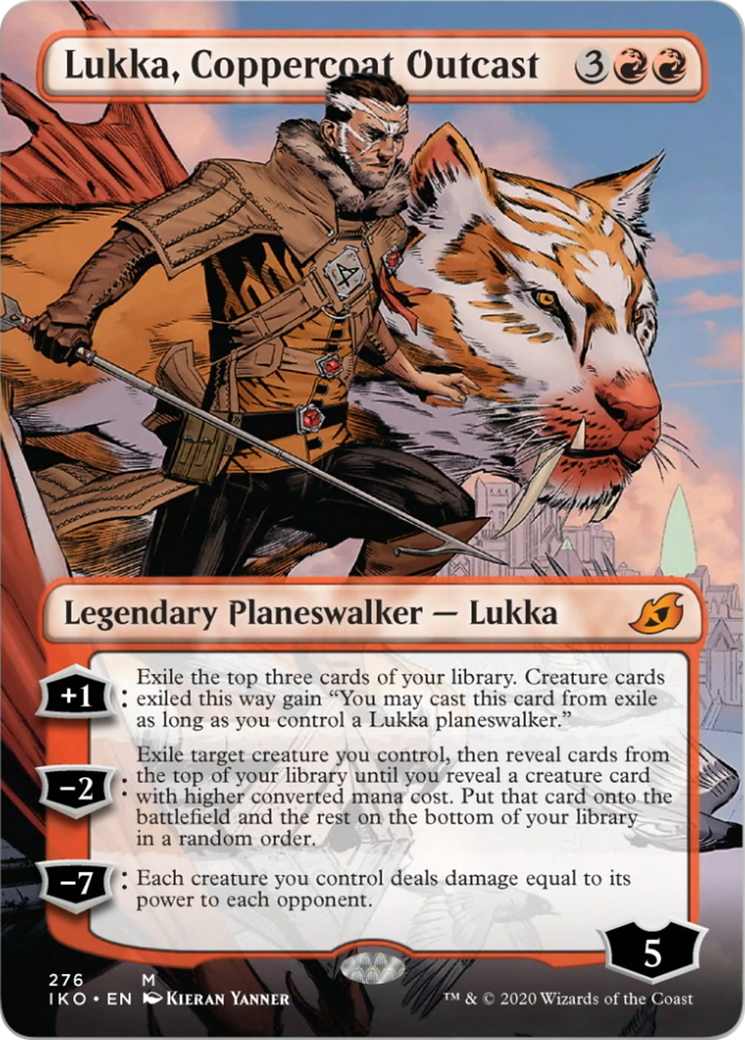 Lukka, Coppercoat Outcast 3
Legendary Planeswalker — Lukka
+1: Exile the top three cards of your library. Creature cards
exiled this way gain “You may cast this card from exile
as long as you control a Lukka planeswalker.”
−2: Exile target creature you control, then reveal cards from
the top of your library until you reveal a creature card
with higher converted mana cost. Put that card onto the
battlefield and the rest on the bottom of your library
in a random order.
−7: Each creature you control deals damage equal to its
power to each opponent.
5
276 M
IKO • EN KIERAN YANNER
™ & © 2020 Wizards of the Coast